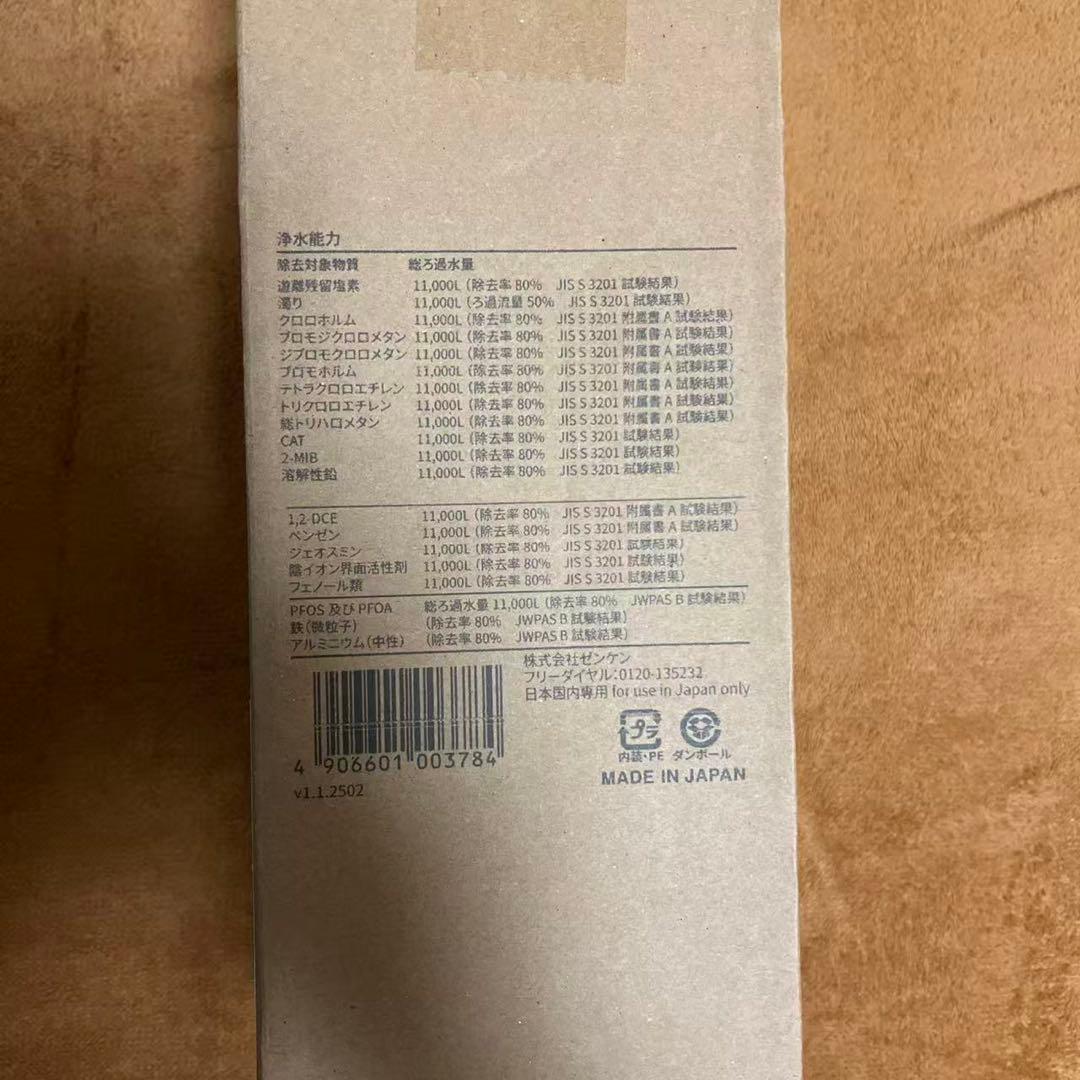 浄水能力
除去対象物質 総ろ過水量
遊離残留塩素 11,000L（除去率 80% JIS S 3201 試験結果）
濁り 11,000L（ろ過流量 50% JIS S 3201 試験結果）
クロロホルム 11,000L（除去率 80% JIS S 3201 附属書 A 試験結果）
ブロモジクロロメタン 11,000L（除去率 80% JIS S 3201 附属書 A 試験結果）
ジブロモクロロメタン 11,000L（除去率 80% JIS S 3201 附属書 A 試験結果）
ブロモホルム 11,000L（除去率 80% JIS S 3201 附属書 A 試験結果）
テトラクロロエチレン 11,000L（除去率 80% JIS S 3201 附属書 A 試験結果）
トリクロロエチレン 11,000L（除去率 80% JIS S 3201 附属書 A 試験結果）
総トリハロメタン 11,000L（除去率 80% JIS S 3201 附属書 A 試験結果）
CAT 11,000L（除去率 80% JIS S 3201 試験結果）
2-MIB 11,000L（除去率 80% JIS S 3201 試験結果）
溶解性鉛 11,000L（除去率 80% JIS S 3201 試験結果）
1,2-DCE 11,000L（除去率 80% JIS S 3201 附属書 A 試験結果）
ベンゼン 11,000L（除去率 80% JIS S 3201 附属書 A 試験結果）
ジェオスミン 11,000L（除去率 80% JIS S 3201 試験結果）
陰イオン界面活性剤 11,000L（除去率 80% JIS S 3201 試験結果）
フェノール類 11,000L（除去率 80% JIS S 3201 試験結果）
PFOS 及び PFOA 総ろ過水量 11,000L（除去率 80% JWPAS B 試験結果）
鉄（微粒子） （除去率 80% JWPAS B 試験結果）
アルミニウム（中性） （除去率 80% JWPAS B 試験結果）
株式会社ゼンケン
フリーダイヤル：0120-135232
日本国内専用 for use in Japan only
プラ
内装・PE ダンボール
MADE IN JAPAN
4 906601 003784
v1.1.2502